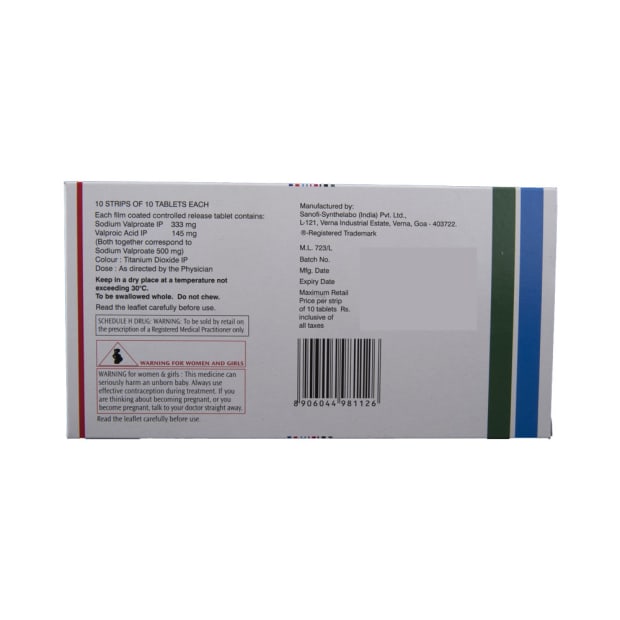 10 STRIPS OF 10 TABLETS EACH
Each film coated controlled release tablet contains:
Sodium Valproate IP 333 mg
Valproic Acid IP 145 mg
(Both together correspond to
Sodium Valproate 500 mg)
Colour : Titanium Dioxide IP
Dose : As directed by the Physician
Keep in a dry place at a temperature not
exceeding 30°C.
To be swallowed whole. Do not chew.
Read the leaflet carefully before use.
SCHEDULE H DRUG: WARNING: To be sold by retail on
the prescription of a Registered Medical Practitioner only.
WARNING FOR WOMEN AND GIRLS
WARNING for women & girls : This medicine can
seriously harm an unborn baby. Always use
effective contraception during treatment. If you
are thinking about becoming pregnant, or you
become pregnant, talk to your doctor straight away.
Read the leaflet carefully before use.
Manufactured by:
Sanofi-Synthelabo (India) Pvt. Ltd.,
L-121, Verna Industrial Estate, Verna, Goa - 403722.
®-Registered Trademark
M.L. 723/L
Batch No.
Mfg. Date
Expiry Date
Maximum Retail
Price per strip
of 10 tablets Rs.
inclusive of
all taxes
8906044981126